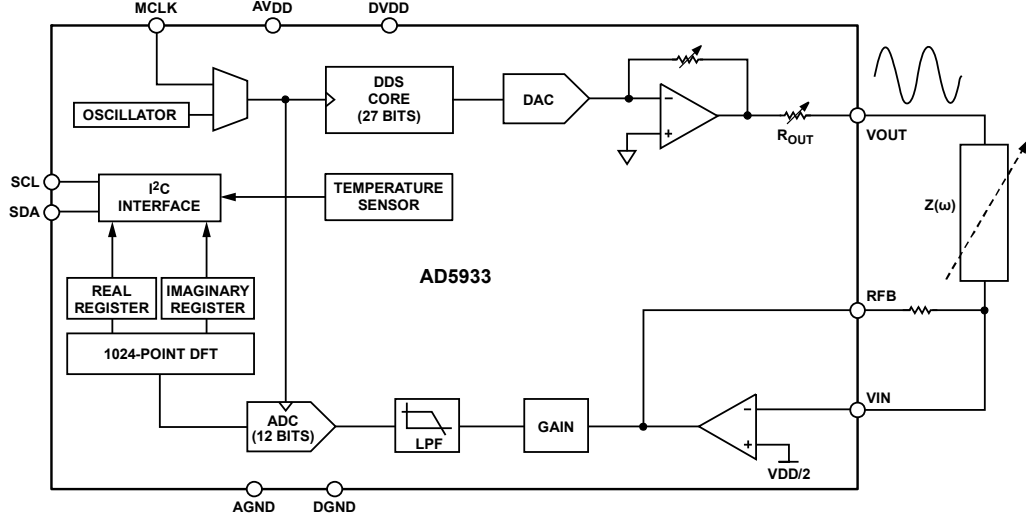 MCLK
AVDD
DVDD
OSCILLATOR
DDS
CORE
(27 BITS)
DAC
−
+
ROUT
VOUT
SCL
SDA
I2C
INTERFACE
TEMPERATURE
SENSOR
Z(ω)
AD5933
REAL
REGISTER
IMAGINARY
REGISTER
RFB
1024-POINT DFT
VIN
ADC
(12 BITS)
LPF
GAIN
−
+
VDD/2
AGND
DGND